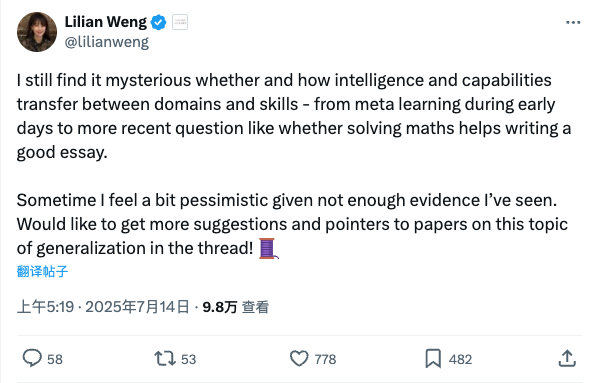 Lilian Weng
@lilianweng
I still find it mysterious whether and how intelligence and capabilities
transfer between domains and skills - from meta learning during early
days to more recent question like whether solving maths helps writing a
good essay.
Sometime I feel a bit pessimistic given not enough evidence I’ve seen.
Would like to get more suggestions and pointers to papers on this topic
of generalization in the thread! 🧵
翻译帖子
上午5:19 · 2025年7月14日 · 9.8万 查看
58 53 778 482